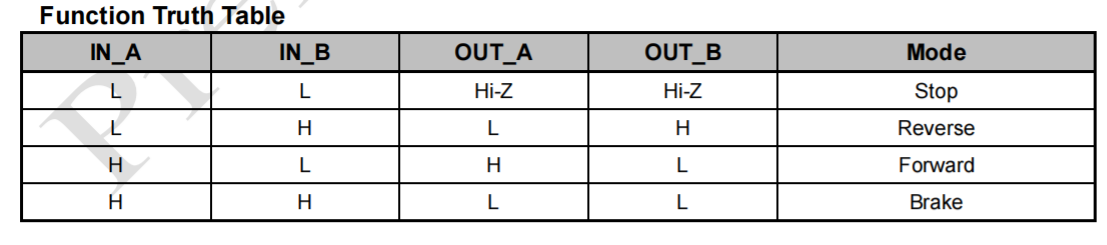 Function Truth Table
IN_A IN_B OUT_A OUT_B Mode
L L Hi-Z Hi-Z Stop
L H L H Reverse
H L H L Forward
H H L L Brake